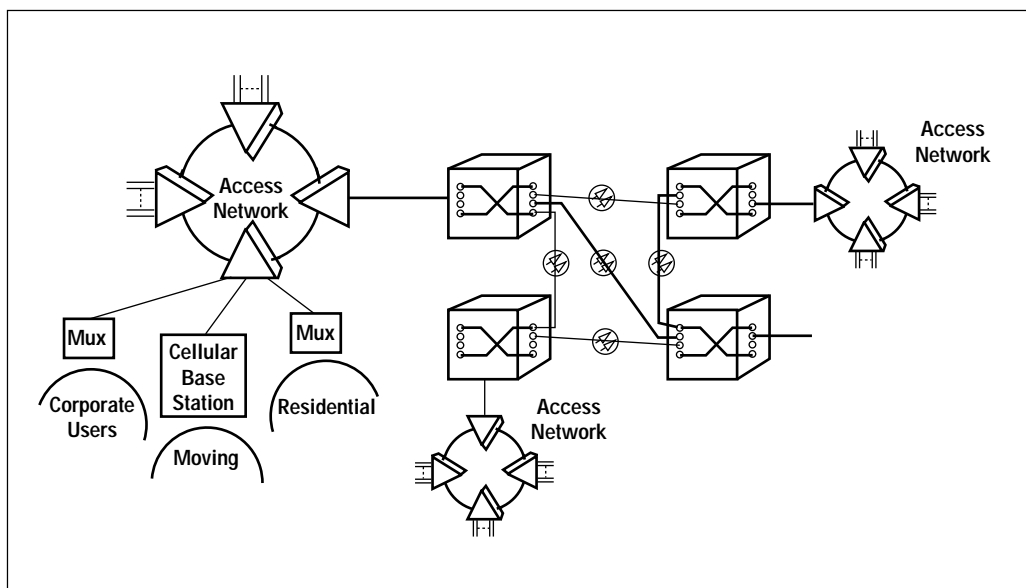 Access
Network
Access
Network
Mux
Mux
Cellular
Base
Station
Corporate
Users
Residential
Moving
Access
Network